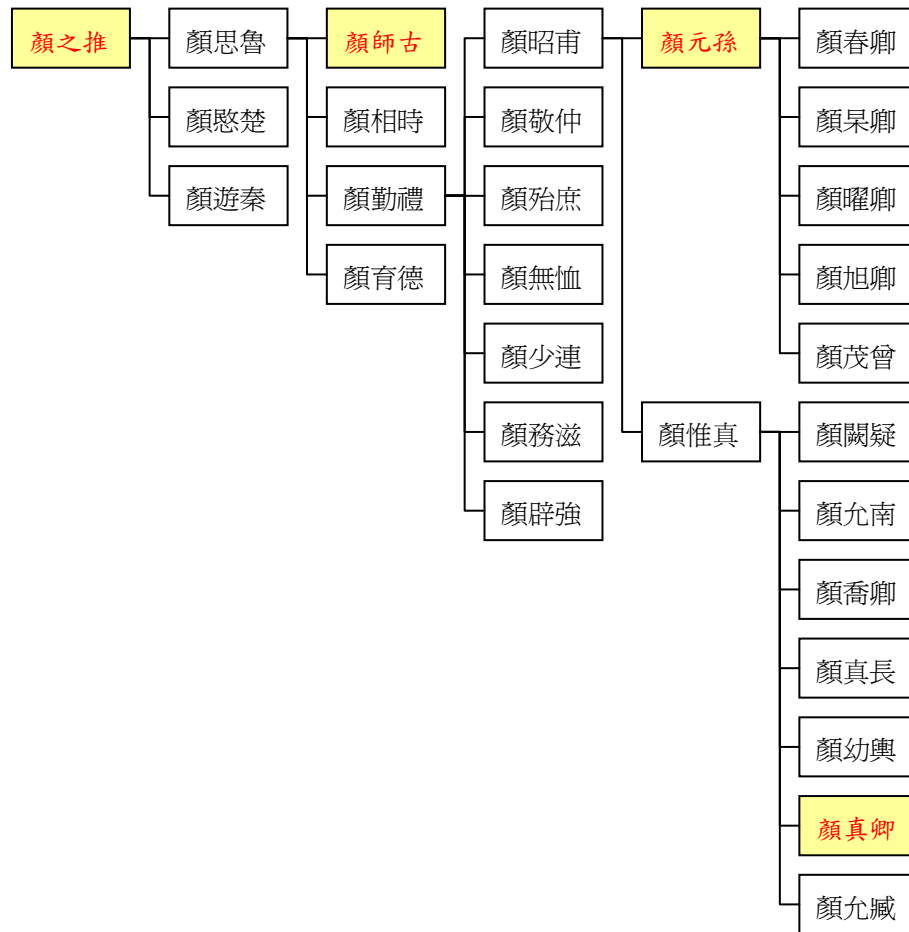 顏之推
顏思魯
顏師古
顏昭甫
顏元孫
顏春卿
顏愍楚
顏相時
顏敬仲
顏杲卿
顏遊秦
顏勤禮
顏殆庶
顏曜卿
顏育德
顏無恤
顏旭卿
顏少連
顏茂曾
顏務滋
顏惟真
顏闕疑
顏辟強
顏允南
顏喬卿
顏真長
顏幼輿
顏真卿
顏允臧